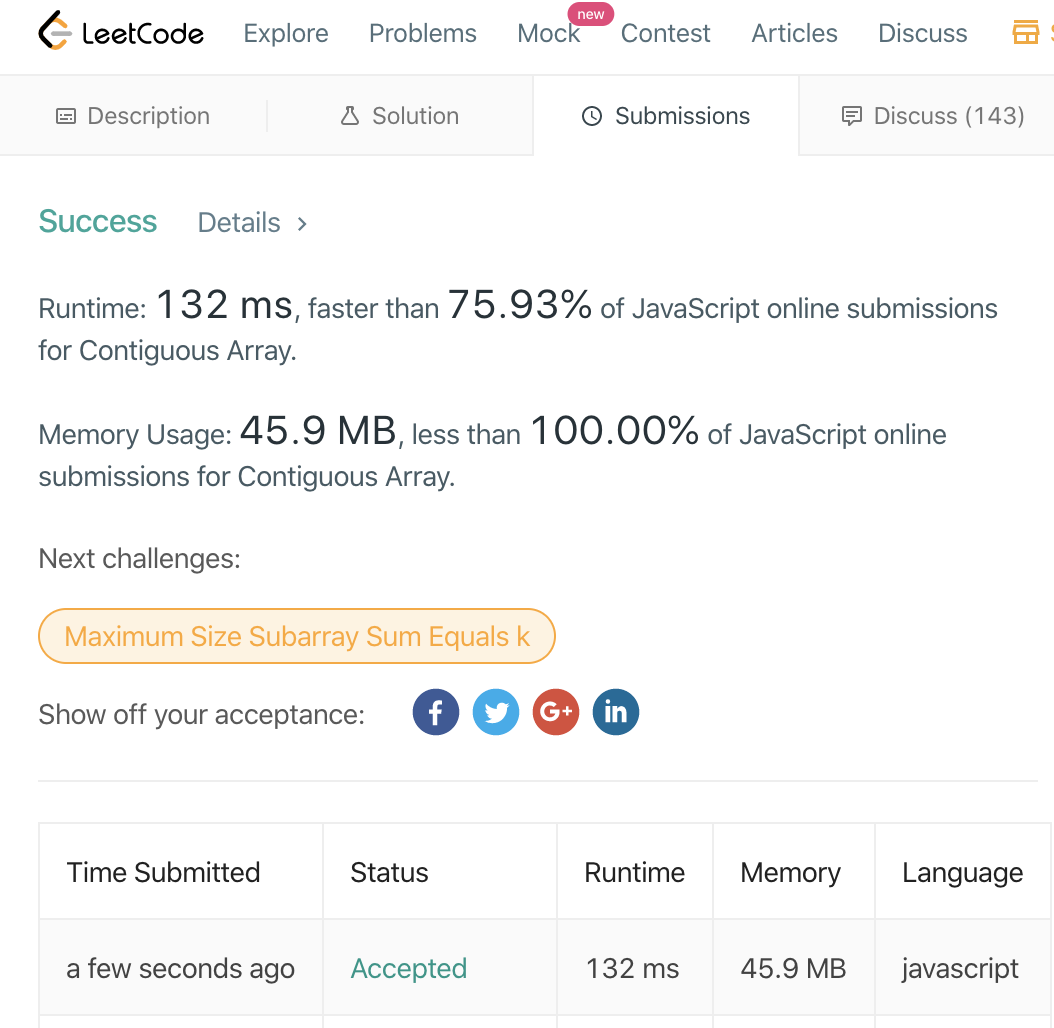 LeetCode Explore Problems Mock new Contest Articles Discuss
Description Solution Submissions Discuss (143)
Success Details >
Runtime: 132 ms, faster than 75.93% of JavaScript online submissions
for Contiguous Array.
Memory Usage: 45.9 MB, less than 100.00% of JavaScript online
submissions for Contiguous Array.
Next challenges:
Maximum Size Subarray Sum Equals k
Show off your acceptance: f G+ in
Time Submitted Status Runtime Memory Language
a few seconds ago Accepted 132 ms 45.9 MB javascript